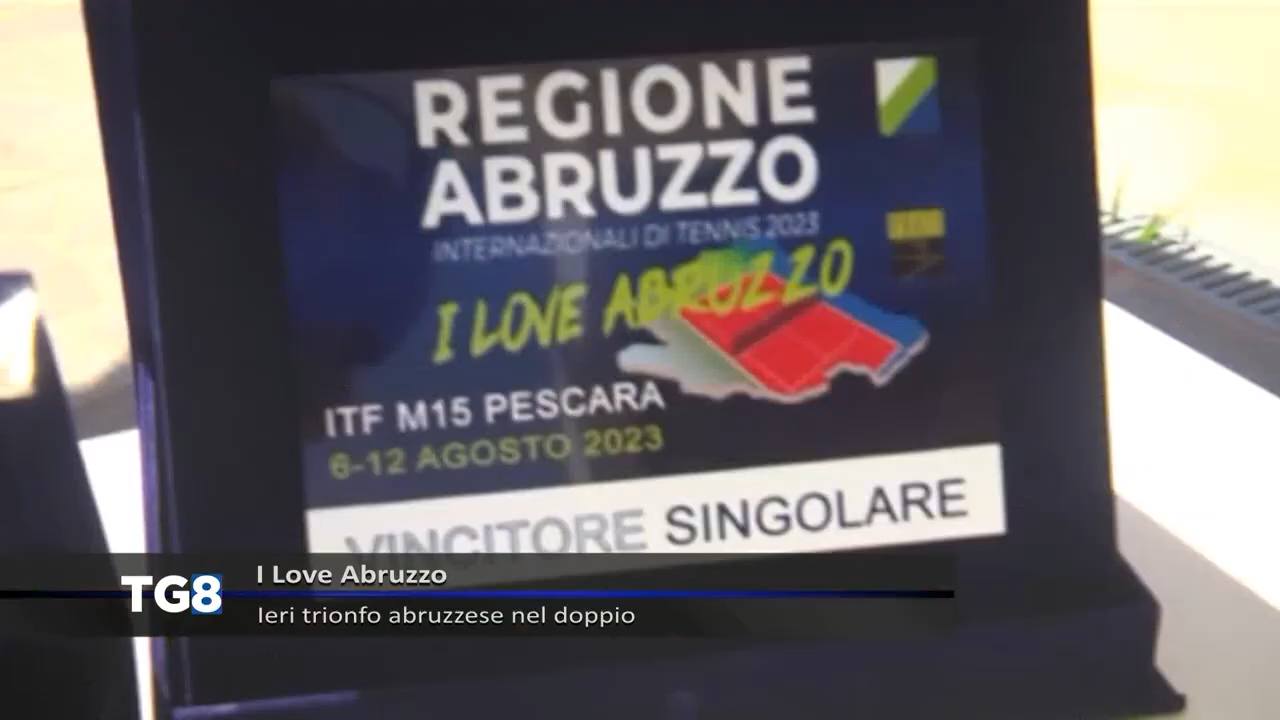 REGIONE
ABRUZZO
INTERNAZIONALI DI TENNIS 2023
I LOVE ABRUZZO
ITF M15 PESCARA
6-12 AGOSTO 2023
VINCITORE SINGOLARE
TG8
I Love Abruzzo
Ieri trionfo abruzzese nel doppio